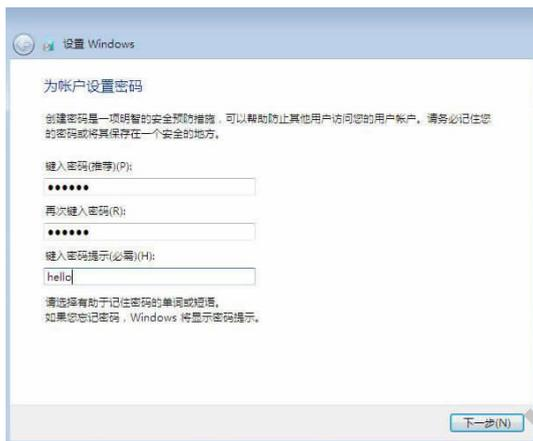 设置 Windows
为帐户设置密码
创建密码是一项明智的安全预防措施，可以帮助防止其他用户访问您的用户帐户。请务必记住您
的密码或将其保存在一个安全的地方。
键入密码(推荐)(P):
●●●●●●
再次键入密码(R):
●●●●●●
键入密码提示(必需)(H):
hello
请选择有助于记住密码的单词或短语。
如果您忘记密码，Windows 将显示密码提示。
下一步(N)